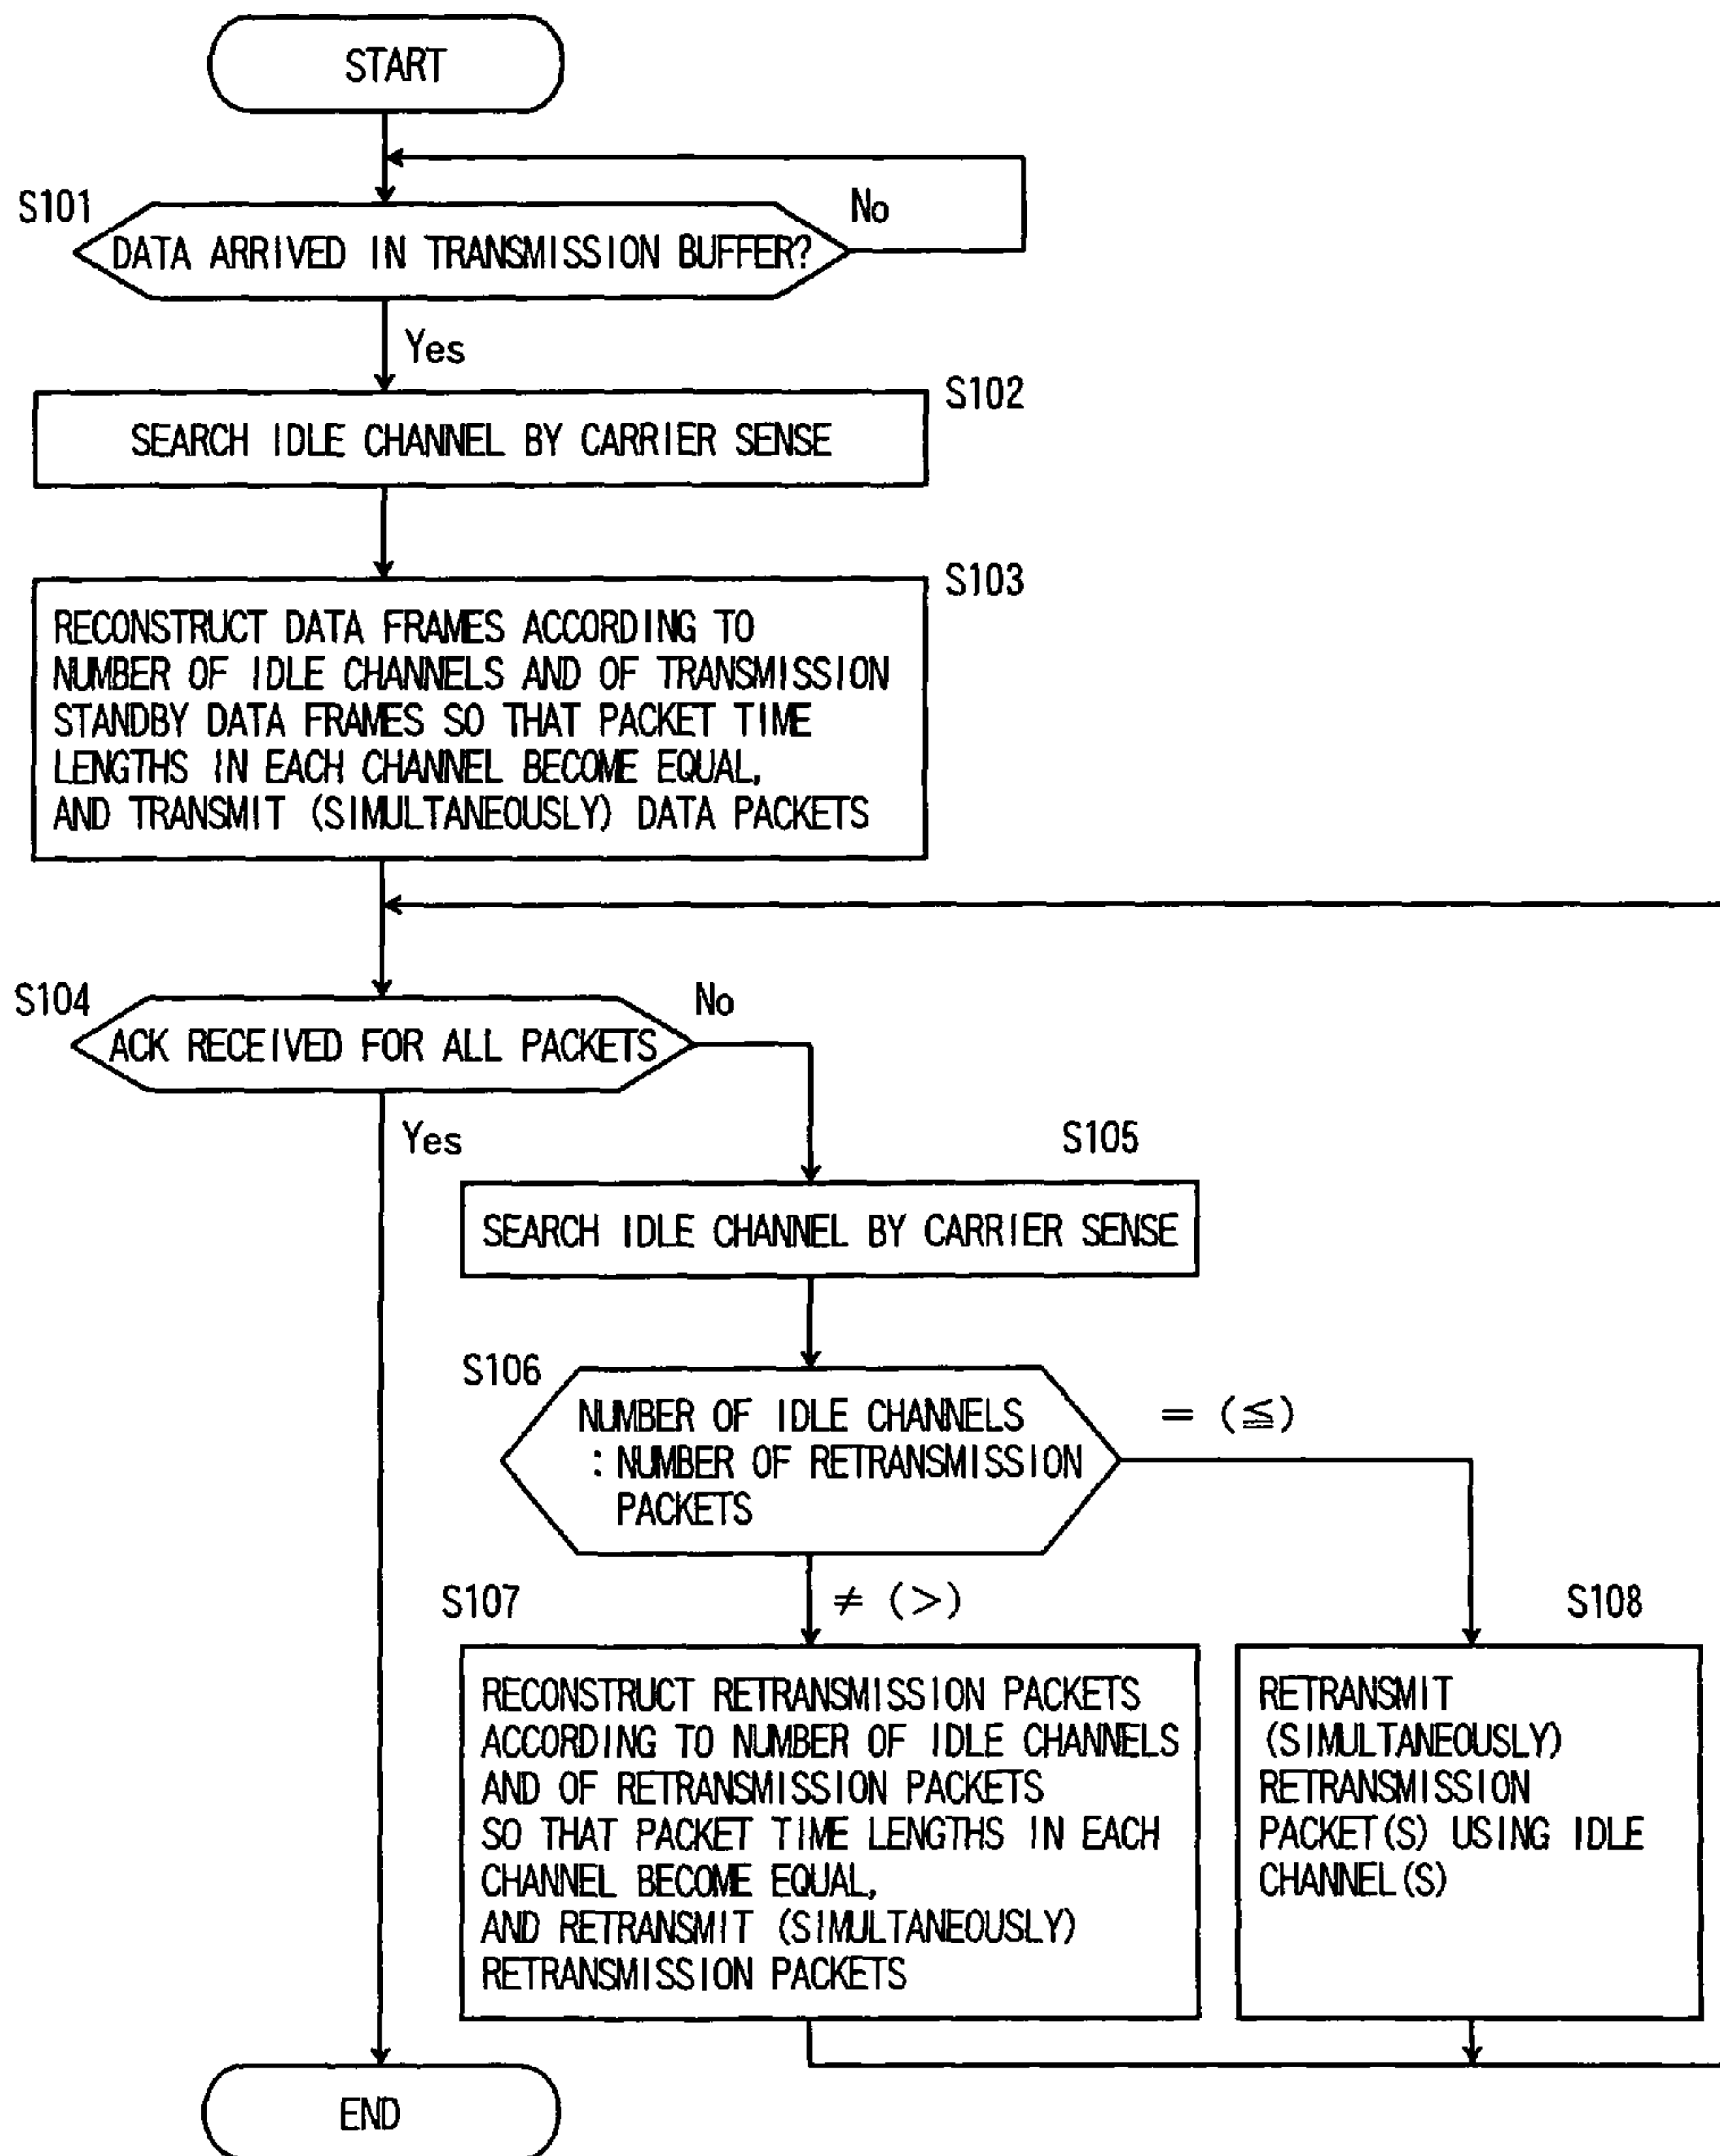 START
S101
No
DATA ARRIVED IN TRANSMISSION BUFFER?
Yes
S102
SEARCH IDLE CHANNEL BY CARRIER SENSE
S103
RECONSTRUCT DATA FRAMES ACCORDING TO
NUMBER OF IDLE CHANNELS AND OF TRANSMISSION
STANDBY DATA FRAMES SO THAT PACKET TIME
LENGTHS IN EACH CHANNEL BECOME EQUAL,
AND TRANSMIT (SIMULTANEOUSLY) DATA PACKETS
S104
No
ACK RECEIVED FOR ALL PACKETS
Yes
S105
SEARCH IDLE CHANNEL BY CARRIER SENSE
S106
NUMBER OF IDLE CHANNELS
: NUMBER OF RETRANSMISSION
PACKETS
= (≦)
≠ (>)
S107
RECONSTRUCT RETRANSMISSION PACKETS
ACCORDING TO NUMBER OF IDLE CHANNELS
AND OF RETRANSMISSION PACKETS
SO THAT PACKET TIME LENGTHS IN EACH
CHANNEL BECOME EQUAL,
AND RETRANSMIT (SIMULTANEOUSLY)
RETRANSMISSION PACKETS
S108
RETRANSMIT
(SIMULTANEOUSLY)
RETRANSMISSION
PACKET(S) USING IDLE
CHANNEL(S)
END